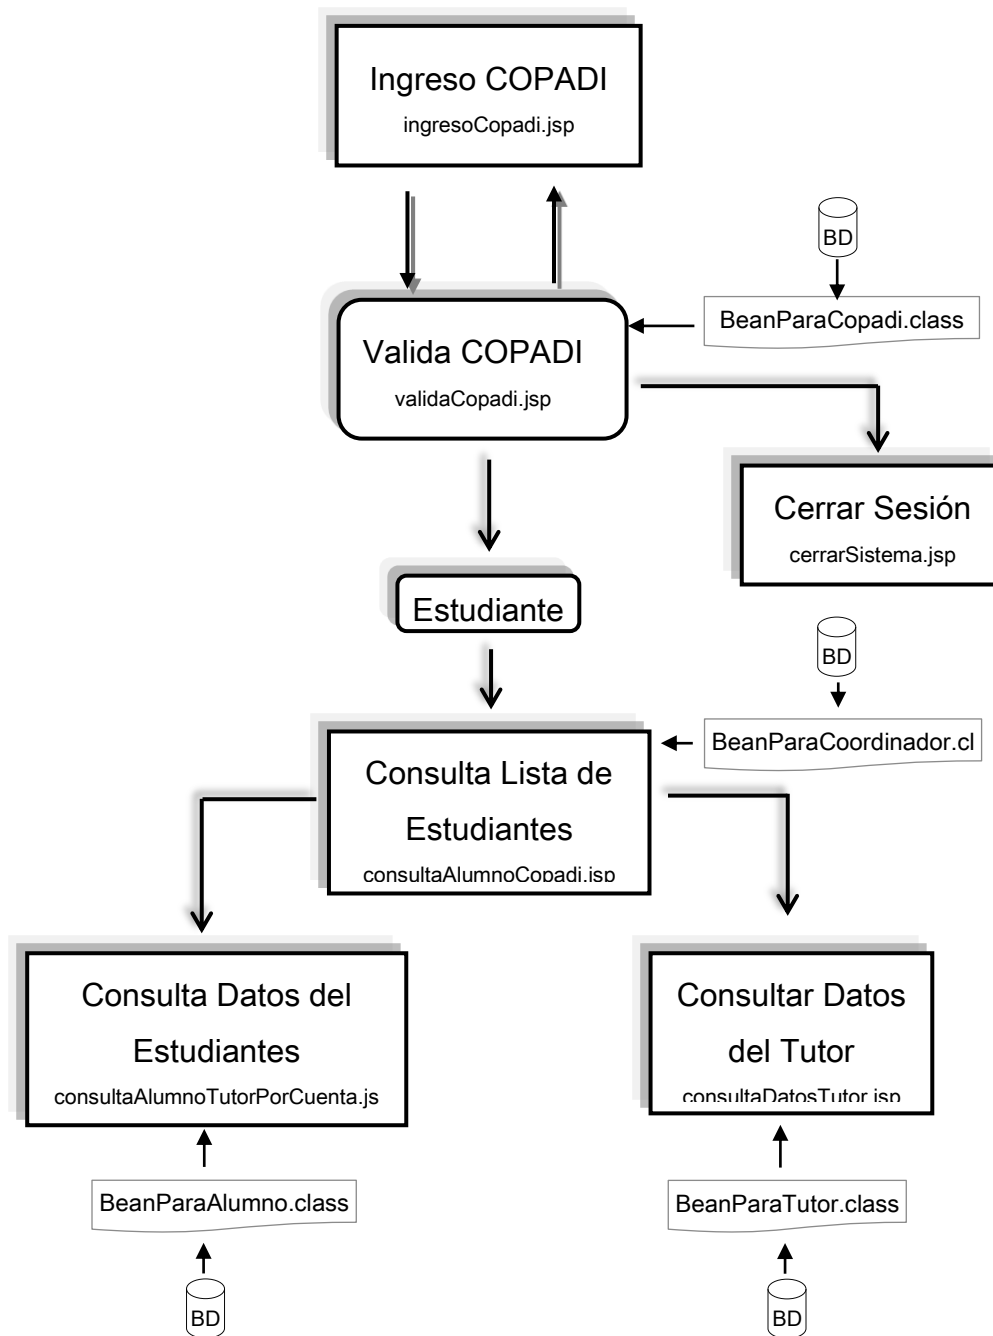 Ingreso COPADI
ingresoCopadi.jsp
BD
BeanParaCopadi.class
Valida COPADI
validaCopadi.jsp
Cerrar Sesión
cerrarSistema.jsp
Estudiante
BD
BeanParaCoordinador.cl
Consulta Lista de
Estudiantes
consultaAlumnoCopadi.jsp
Consulta Datos del
Estudiantes
consultaAlumnoTutorPorCuenta.js
Consultar Datos
del Tutor
consultaDatosTutor.jsp
BeanParaAlumno.class
BeanParaTutor.class
BD
BD